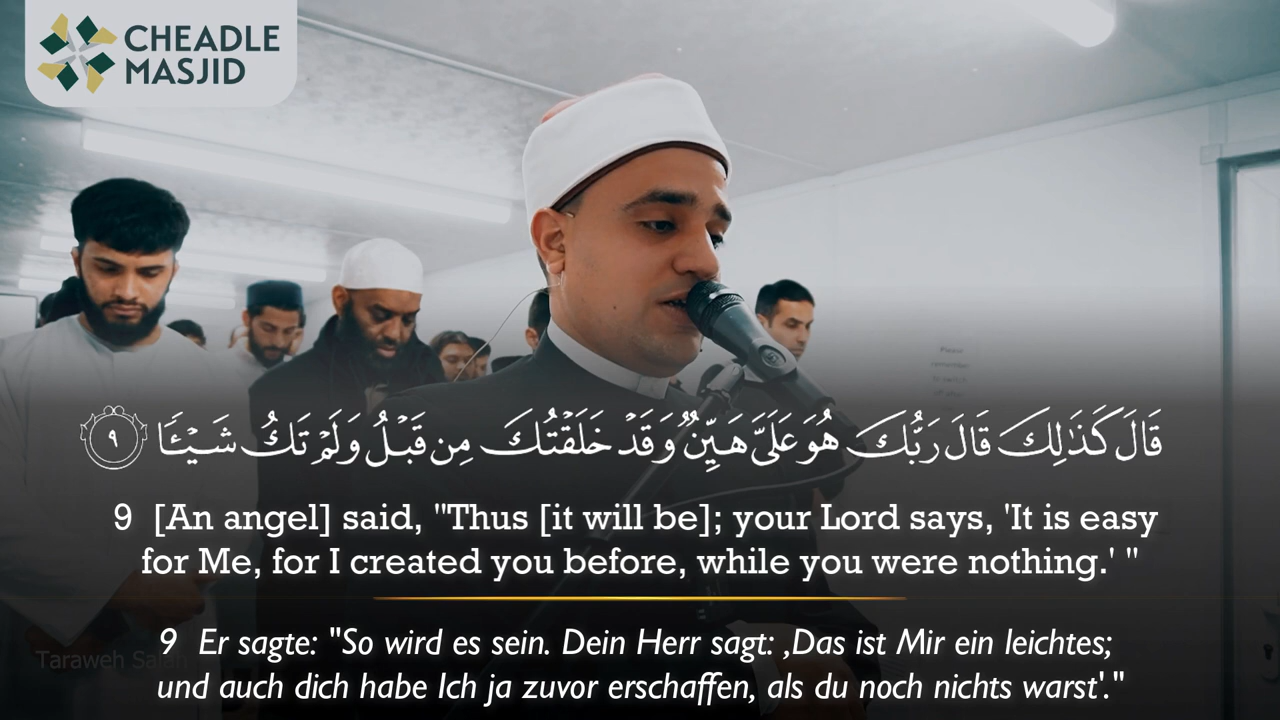 CHEADLE
MASJID
قَالَ كَذَٰلِكَ قَالَ رَبُّكَ هُوَ عَلَىَّ هَيِّنٌ وَقَدْ خَلَقْتُكَ مِن قَبْلُ وَلَمْ تَكُ شَيْـًٔا ٩
9 [An angel] said, "Thus [it will be]; your Lord says, 'It is easy
for Me, for I created you before, while you were nothing.' "
9 Er sagte: "So wird es sein. Dein Herr sagt: ‚Das ist Mir ein leichtes;
Taraweh Salah
und auch dich habe Ich ja zuvor erschaffen, als du noch nichts warst'."